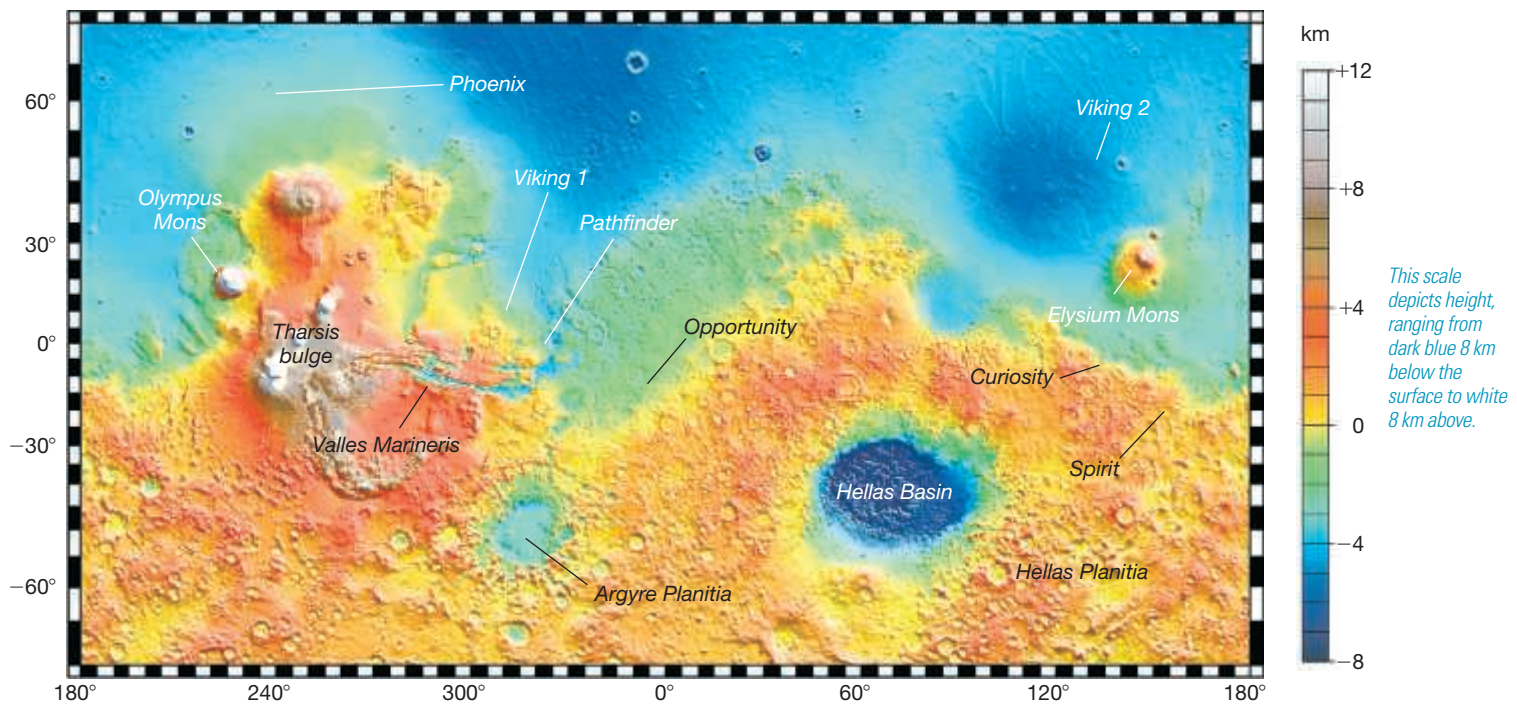 km
+12
+8
+4
0
−4
−8
This scale
depicts height,
ranging from
dark blue 8 km
below the
surface to white
8 km above.
60°
30°
0°
−30°
−60°
Phoenix
Viking 2
Olympus
Mons
Viking 1
Pathfinder
Elysium Mons
Tharsis
bulge
Opportunity
Curiosity
Valles Marineris
Spirit
Hellas Basin
Hellas Planitia
Argyre Planitia
180°
240°
300°
0°
60°
120°
180°